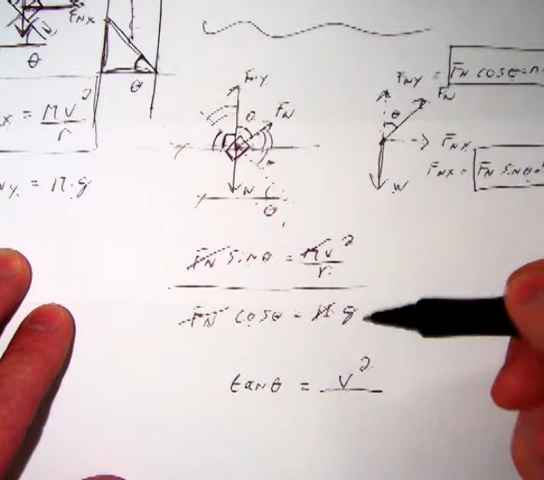 FNX
θ
θ
X = MV²/r
NY = M·g
FNY
θ
FN
W
θ
FNY
FN
θ
FNX
W
FN cosθ=
FNX = FN sinθ
FN sinθ = MV²/r
FN cosθ = M g
tanθ = V²